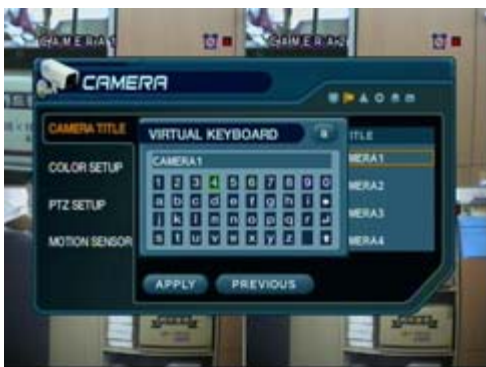 CAMERA1 CAMERA2
CAMERA
CAMERA TITLE
COLOR SETUP
PTZ SETUP
MOTION SENSOR
VIRTUAL KEYBOARD
CAMERA1
1 2 3 4 5 6 7 8 9 0
a b c d e f g h i
j k l m n o p q r
s t u v w x y z
TITLE
MERA1
MERA2
MERA3
MERA4
APPLY PREVIOUS